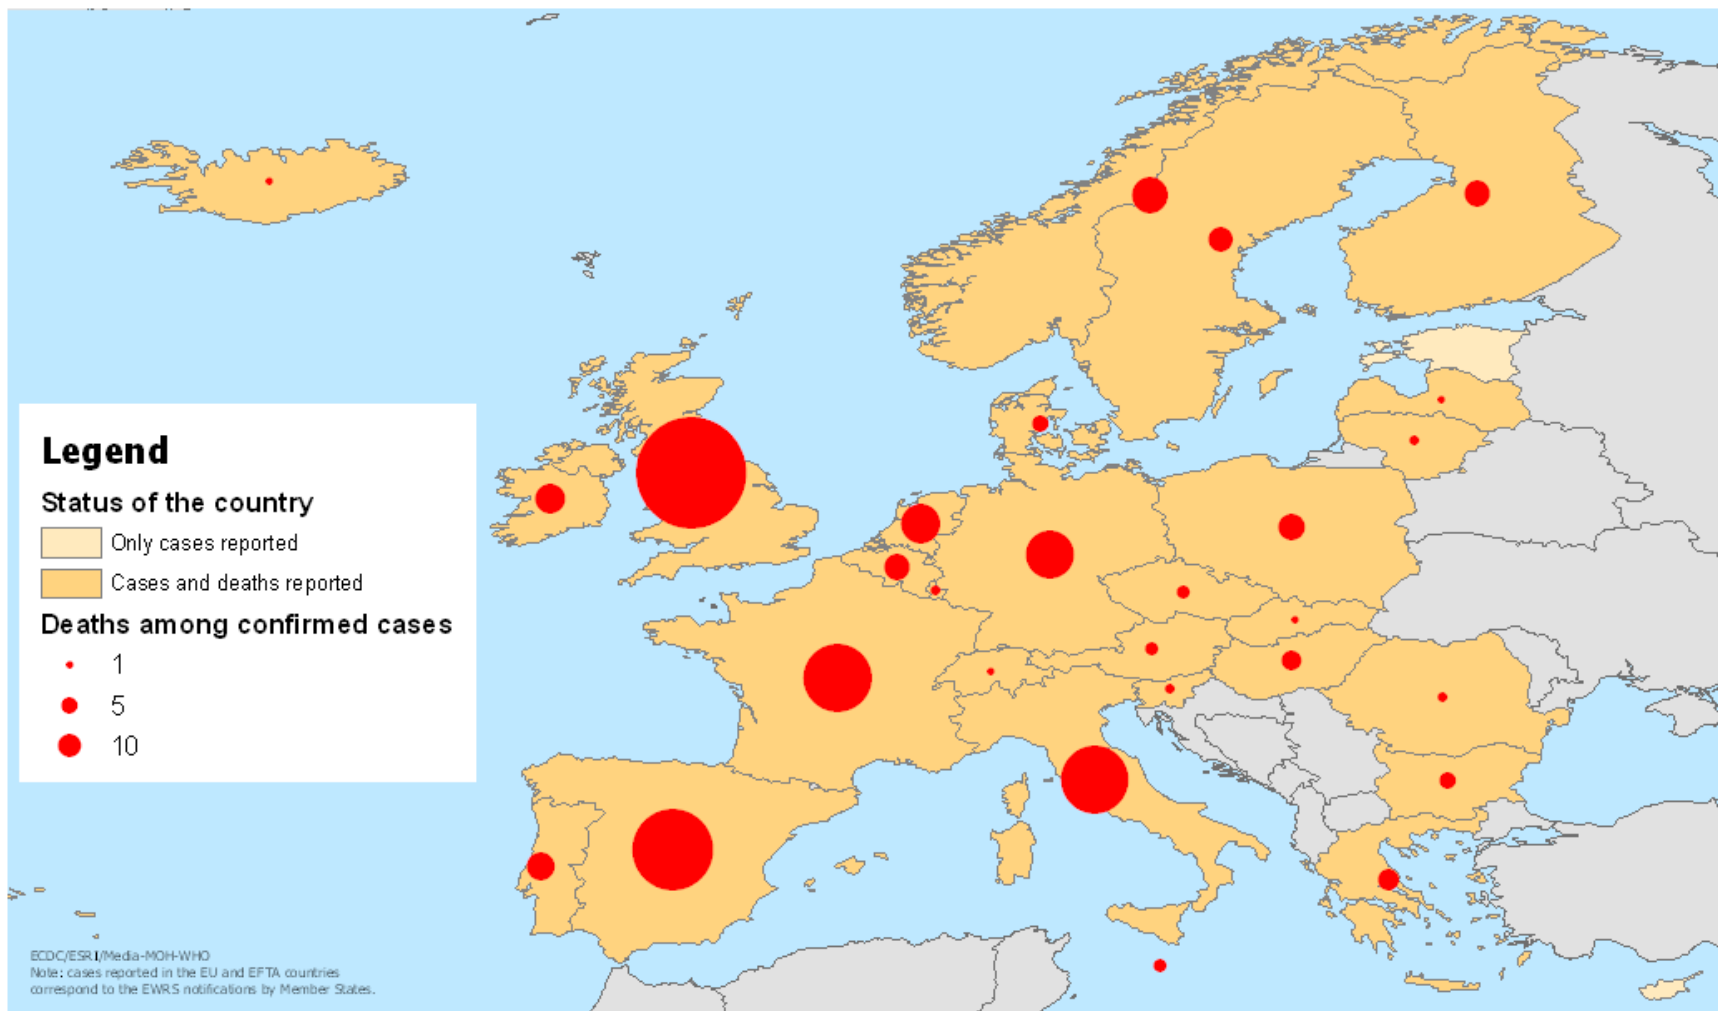 Legend
Status of the country
Only cases reported
Cases and deaths reported
Deaths among confirmed cases
1
5
10
ECDC/ESRI/Media-MOH-WHO
Note: cases reported in the EU and EFTA countries
correspond to the EWRS notifications by Member States.